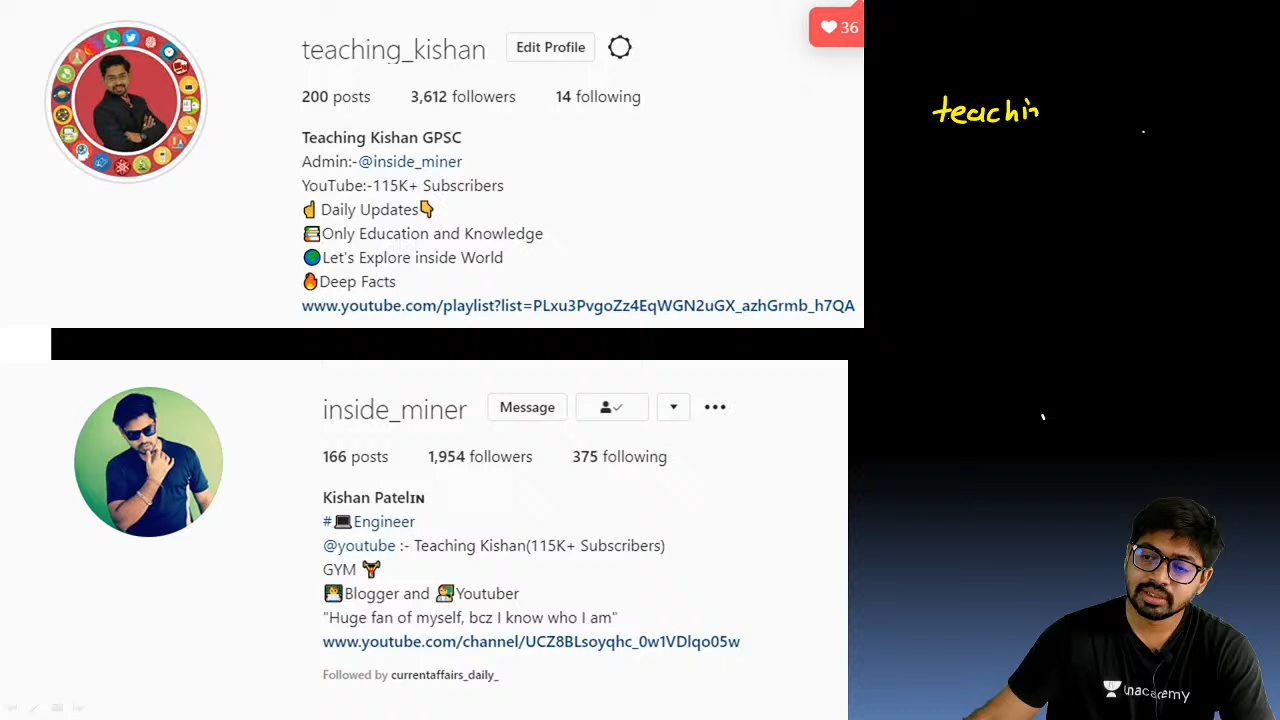 teaching_kishan Edit Profile
36
200 posts 3,612 followers 14 following
Teaching Kishan GPSC
Admin:-@inside_miner
YouTube:-115K+ Subscribers
☝Daily Updates👇
📚Only Education and Knowledge
🌍Let's Explore inside World
🔥Deep Facts
www.youtube.com/playlist?list=PLxu3PvgoZz4EqWGN2uGX_azhGrmb_h7QA
teachin
inside_miner Message
166 posts 1,954 followers 375 following
Kishan Patelɪɴ
#💻Engineer
@youtube :- Teaching Kishan(115K+ Subscribers)
GYM 🏋
👨‍💻Blogger and 👨‍🏫Youtuber
"Huge fan of myself, bcz I know who I am"
www.youtube.com/channel/UCZ8BLsoyqhc_0w1VDlqo05w
Followed by currentaffairs_daily_
unacademy